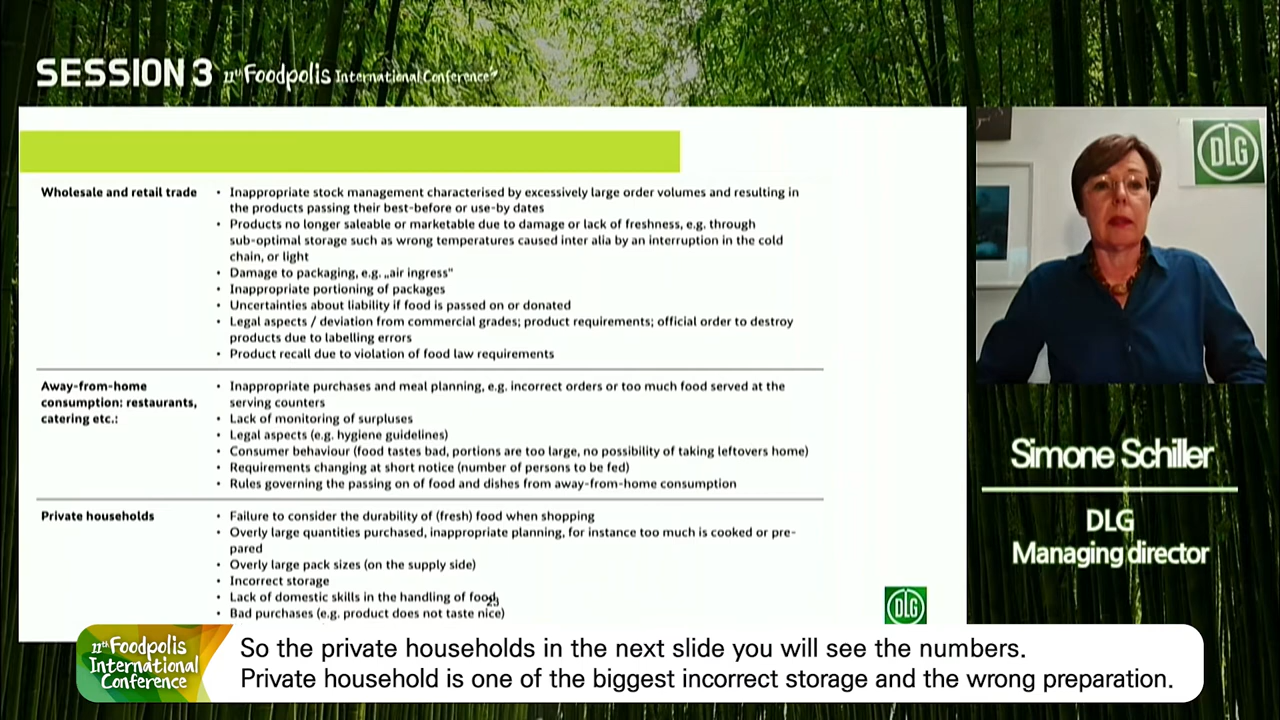 SESSION 3 11th Foodpolis International Conference
Wholesale and retail trade
• Inappropriate stock management characterised by excessively large order volumes and resulting in
the products passing their best-before or use-by dates
• Products no longer saleable or marketable due to damage or lack of freshness, e.g. through
sub-optimal storage such as wrong temperatures caused inter alia by an interruption in the cold
chain, or light
• Damage to packaging, e.g. „air ingress"
• Inappropriate portioning of packages
• Uncertainties about liability if food is passed on or donated
• Legal aspects / deviation from commercial grades; product requirements; official order to destroy
products due to labelling errors
• Product recall due to violation of food law requirements
Away-from-home
consumption: restaurants,
catering etc.:
• Inappropriate purchases and meal planning, e.g. incorrect orders or too much food served at the
serving counters
• Lack of monitoring of surpluses
• Legal aspects (e.g. hygiene guidelines)
• Consumer behaviour (food tastes bad, portions are too large, no possibility of taking leftovers home)
• Requirements changing at short notice (number of persons to be fed)
• Rules governing the passing on of food and dishes from away-from-home consumption
Private households
• Failure to consider the durability of (fresh) food when shopping
• Overly large quantities purchased, inappropriate planning, for instance too much is cooked or pre-
pared
• Overly large pack sizes (on the supply side)
• Incorrect storage
• Lack of domestic skills in the handling of food
• Bad purchases (e.g. product does not taste nice)
DLG
DLG
Simone Schiller
DLG
Managing director
11th Foodpolis
International
Conference
So the private households in the next slide you will see the numbers.
Private household is one of the biggest incorrect storage and the wrong preparation.